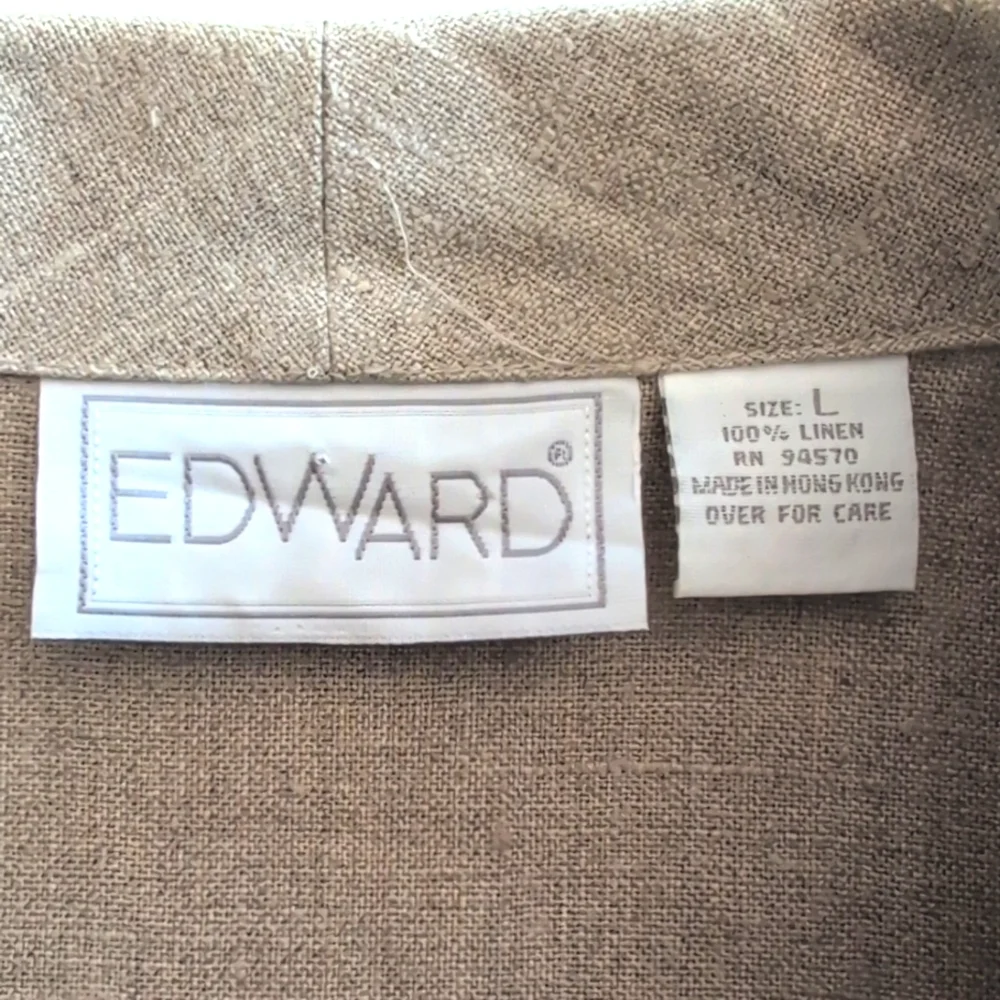 EDWARD®
SIZE: L
100% LINEN
RN 94570
MADE IN HONG KONG
OVER FOR CARE